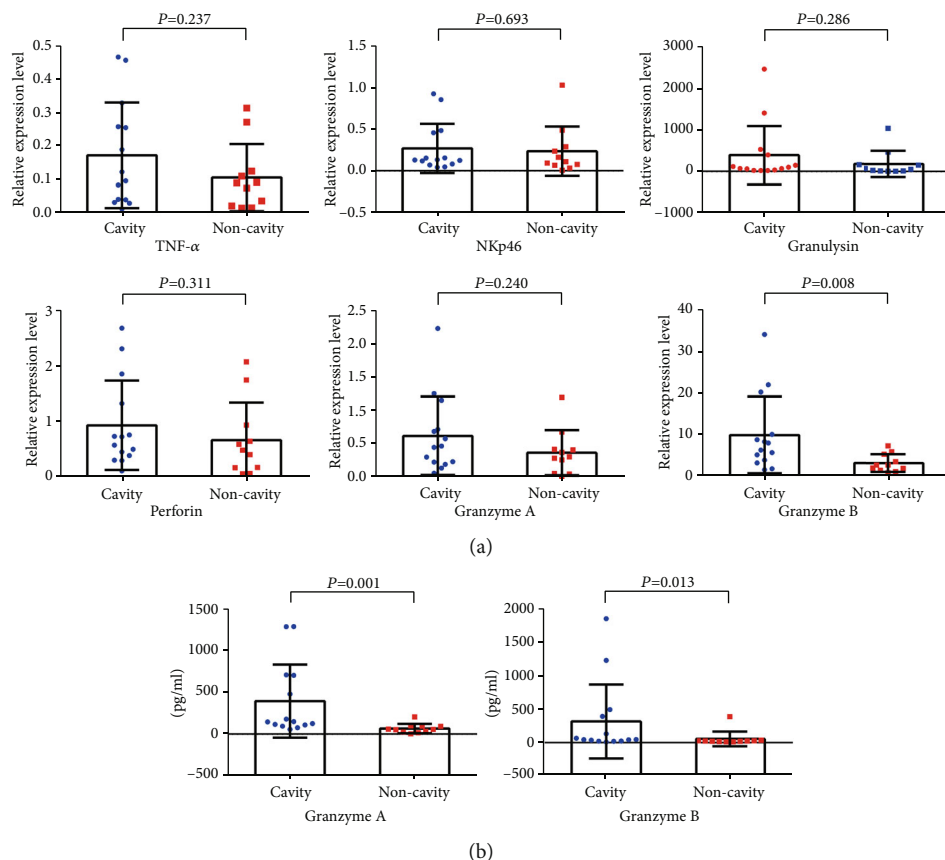 P=0.237
Relative expression level
0.5
0.4
0.3
0.2
0.1
0.0
Cavity Non-cavity
TNF-α
P=0.693
Relative expression level
1.5
1.0
0.5
0.0
−0.5
Cavity Non-cavity
NKp46
P=0.286
Relative expression level
3000
2000
1000
0
−1000
Cavity Non-cavity
Granulysin
P=0.311
Relative expression level
3
2
1
0
Cavity Non-cavity
Perforin
P=0.240
Relative expression level
2.5
2.5
1.5
0.5
0.0
Cavity Non-cavity
Granzyme A
P=0.008
Relative expression level
40
30
20
10
0
Cavity Non-cavity
Granzyme B
(a)
P=0.001
(pg/ml)
1500
1000
500
0
−500
Cavity Non-cavity
Granzyme A
P=0.013
(pg/ml)
2000
1500
1000
500
0
−500
Cavity Non-cavity
Granzyme B
(b)